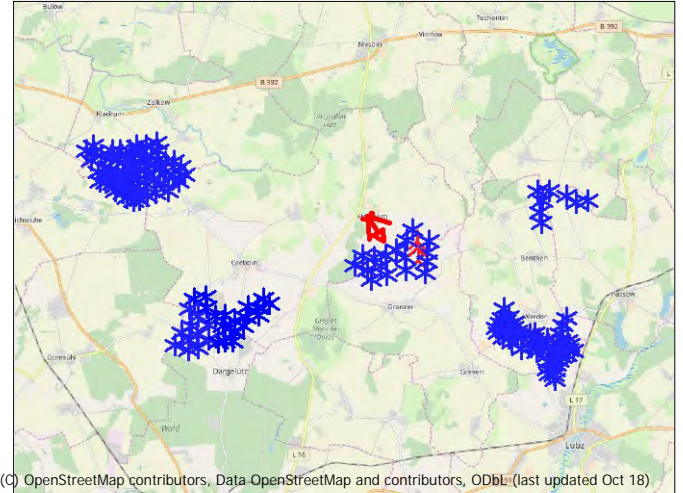 Bülow
Techentin
B 392
Vimfow
Mestlin
L
B 392
Zölkow
Kladrum
Grebbin
Benthen
Passow
Granzin
Werder
Domsühl
Dargelütz
Greven
L 17
Wald
Lübz
L 16
(C) OpenStreetMap contributors, Data OpenStreetMap and contributors, ODbL (last updated Oct 18)